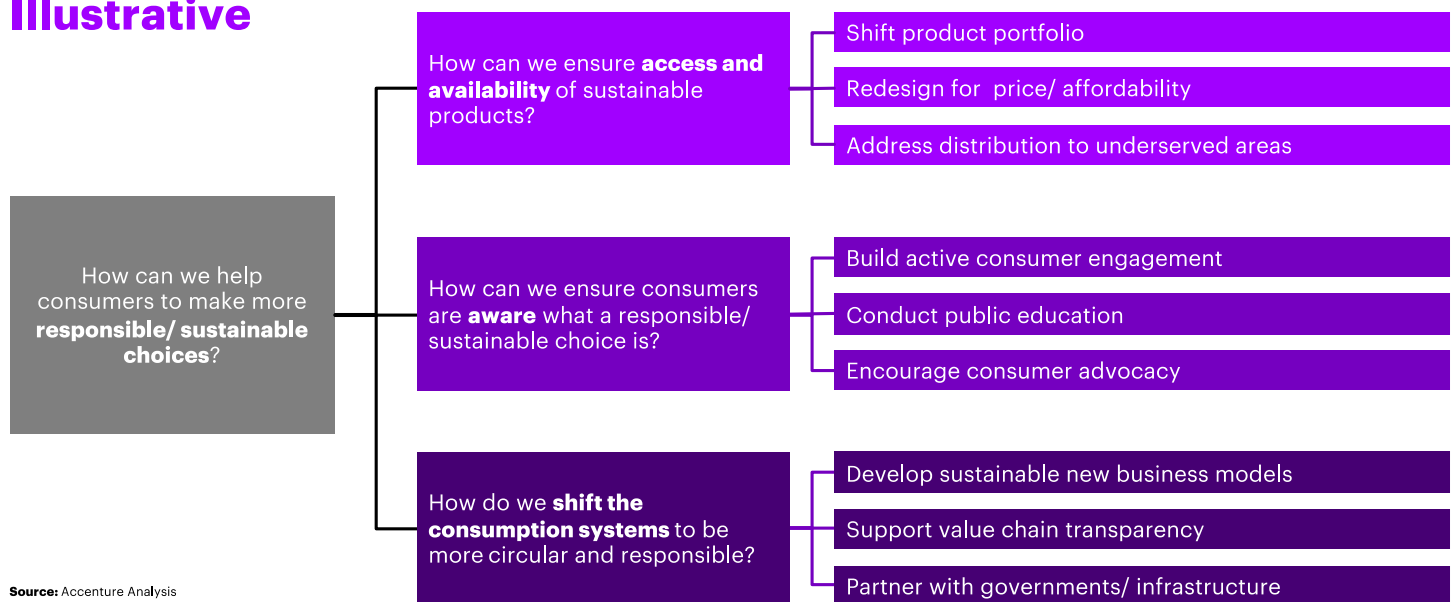 Illustrative
How can we help
consumers to make more
responsible/ sustainable
choices?
How can we ensure access and
availability of sustainable
products?
Shift product portfolio
Redesign for  price/ affordability
Address distribution to underserved areas
How can we ensure consumers
are aware what a responsible/
sustainable choice is?
Build active consumer engagement
Conduct public education
Encourage consumer advocacy
How do we shift the
consumption systems to be
more circular and responsible?
Develop sustainable new business models
Support value chain transparency
Partner with governments/ infrastructure
Source: Accenture Analysis